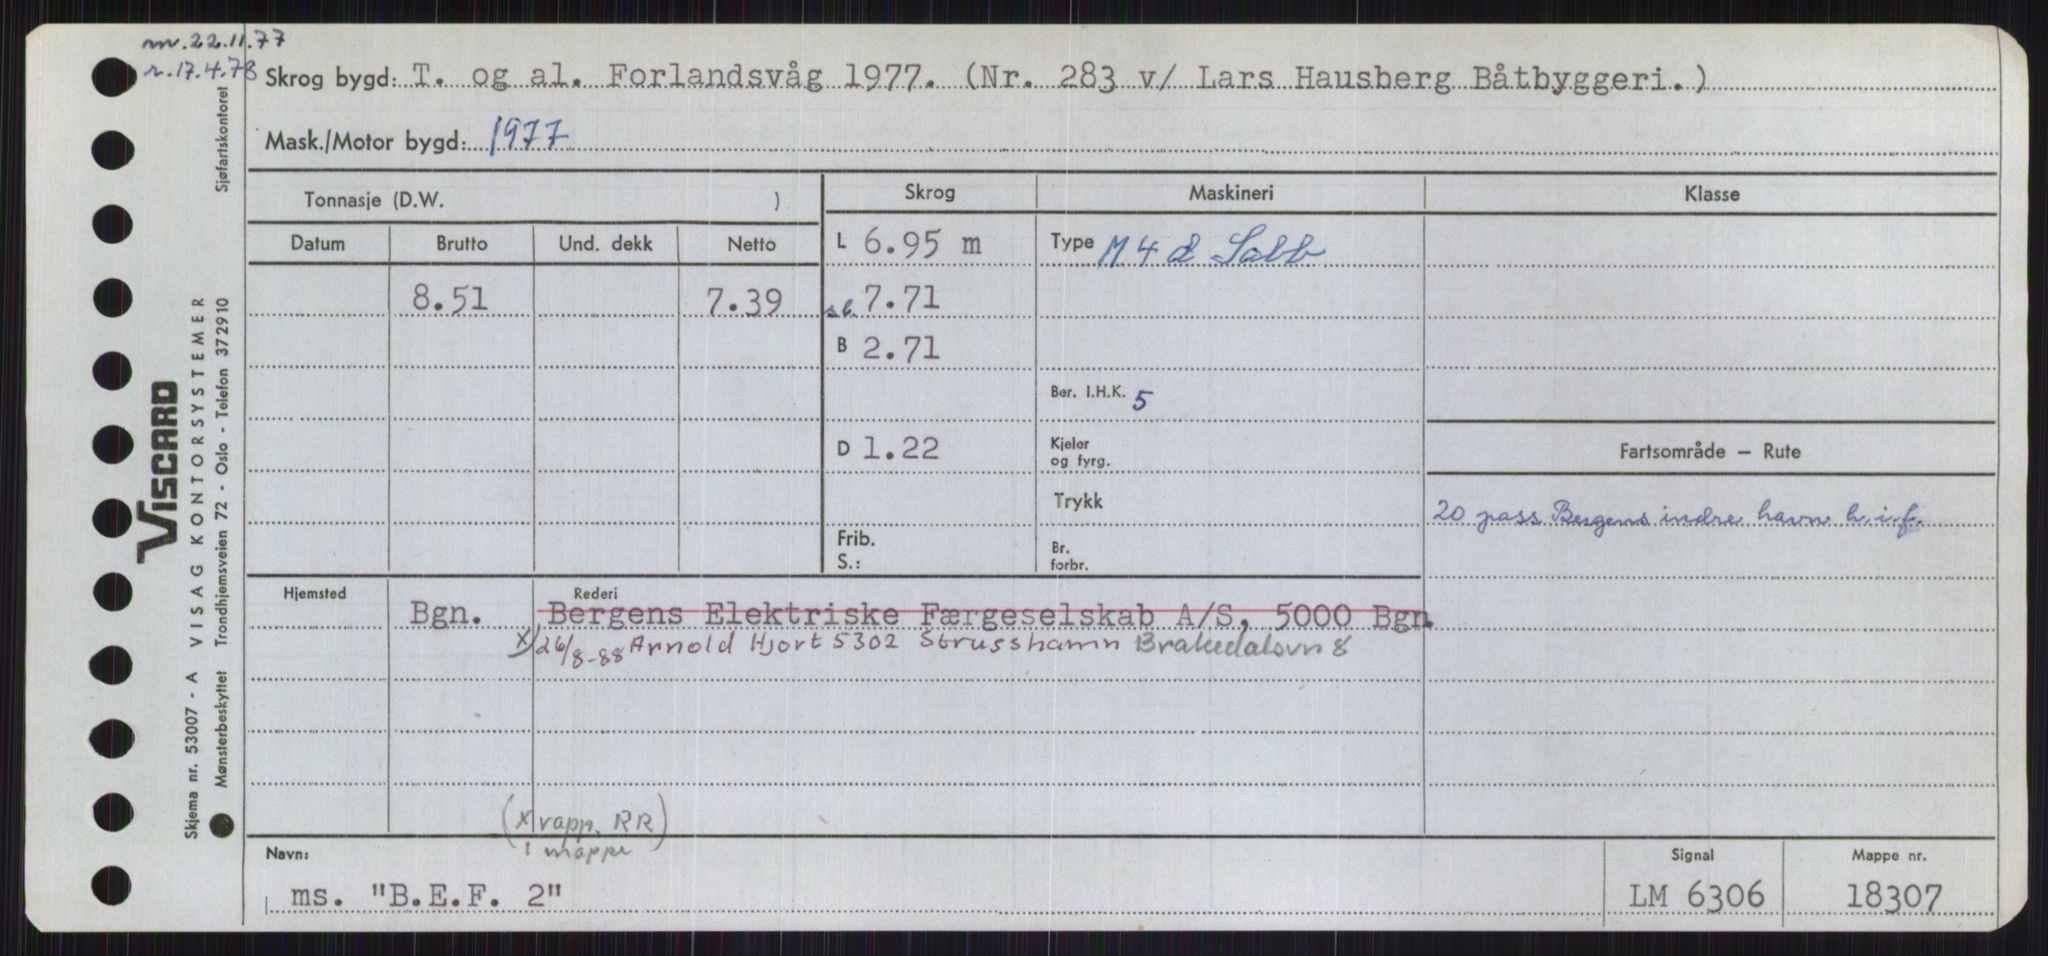 m. 22.11.77
r. 17.4.78
Skrog bygd: T. og al. Forlandsvåg 1977. (Nr. 283 v/ Lars Hausberg Båtbyggeri.)
Mask./Motor bygd: 1977
Tonnasje (D.W. )
Skrog
Maskineri
Klasse
Datum
Brutto
Und. dekk
Netto
L 6.95 m
Type M 4 d Sabb
8.51
7.39
s.b. 7.71
B 2.71
Ber. I.H.K. 5
D 1.22
Kjeler
og fyrg.
Fartsområde – Rute
Trykk
20 pass Bergens indre havn h.i.f.
Frib.
S.:
Br.
forbr.
Hjemsted
Rederi
Bgn. Bergens Elektriske Færgeselskab A/S, 5000 Bgn.
x) 26/8-88 Arnold Hjort 5302 Strusshamn Brakedalsvn 8
(x rapp. RR)
i mappe
Navn:
ms. "B.E.F. 2"
Signal
LM 6306
Mappe nr.
18307
VISCARD
Skjema nr. 53007 - A VISAG KONTORSYSTEMER
Mønsterbeskyttet Trondhjemsveien 72 - Oslo - Telefon 372910 Sjøfartskontoret